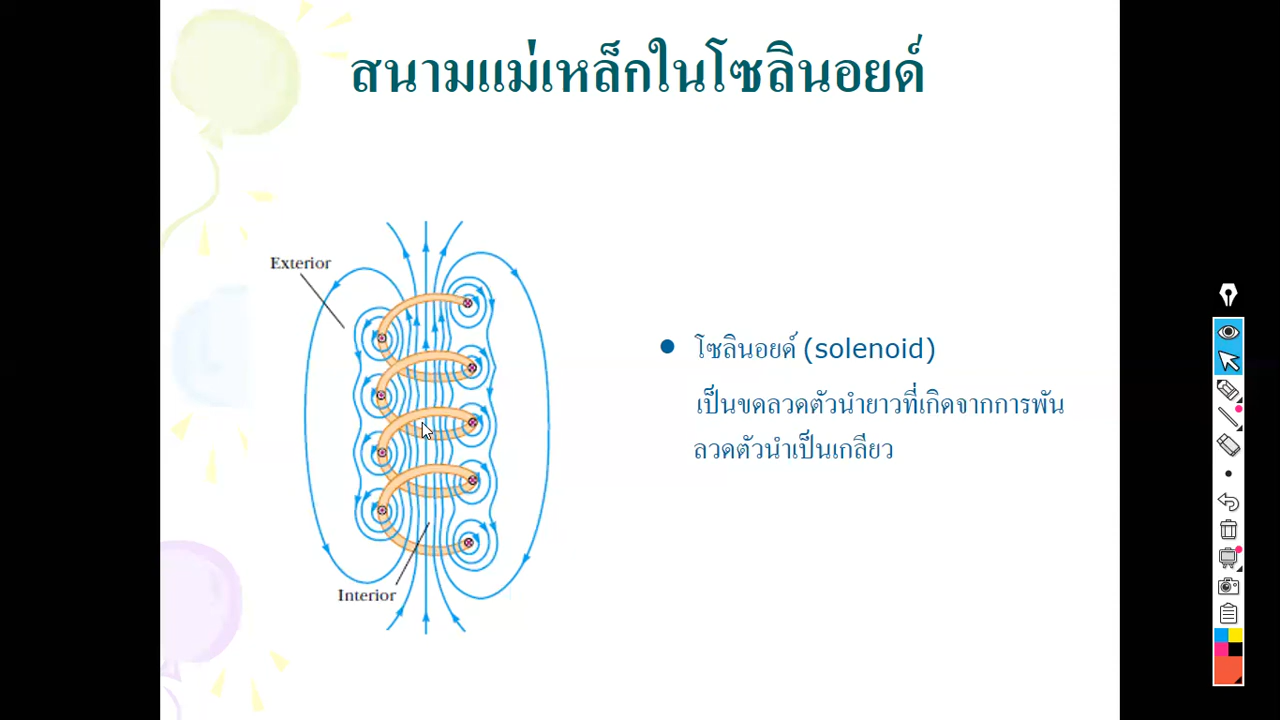 สนามแม่เหล็กในโซลินอยด์
Exterior
Interior
โซลินอยด์ (solenoid)
เป็นขดลวดตัวนำยาวที่เกิดจากการพัน
ลวดตัวนำเป็นเกลียว